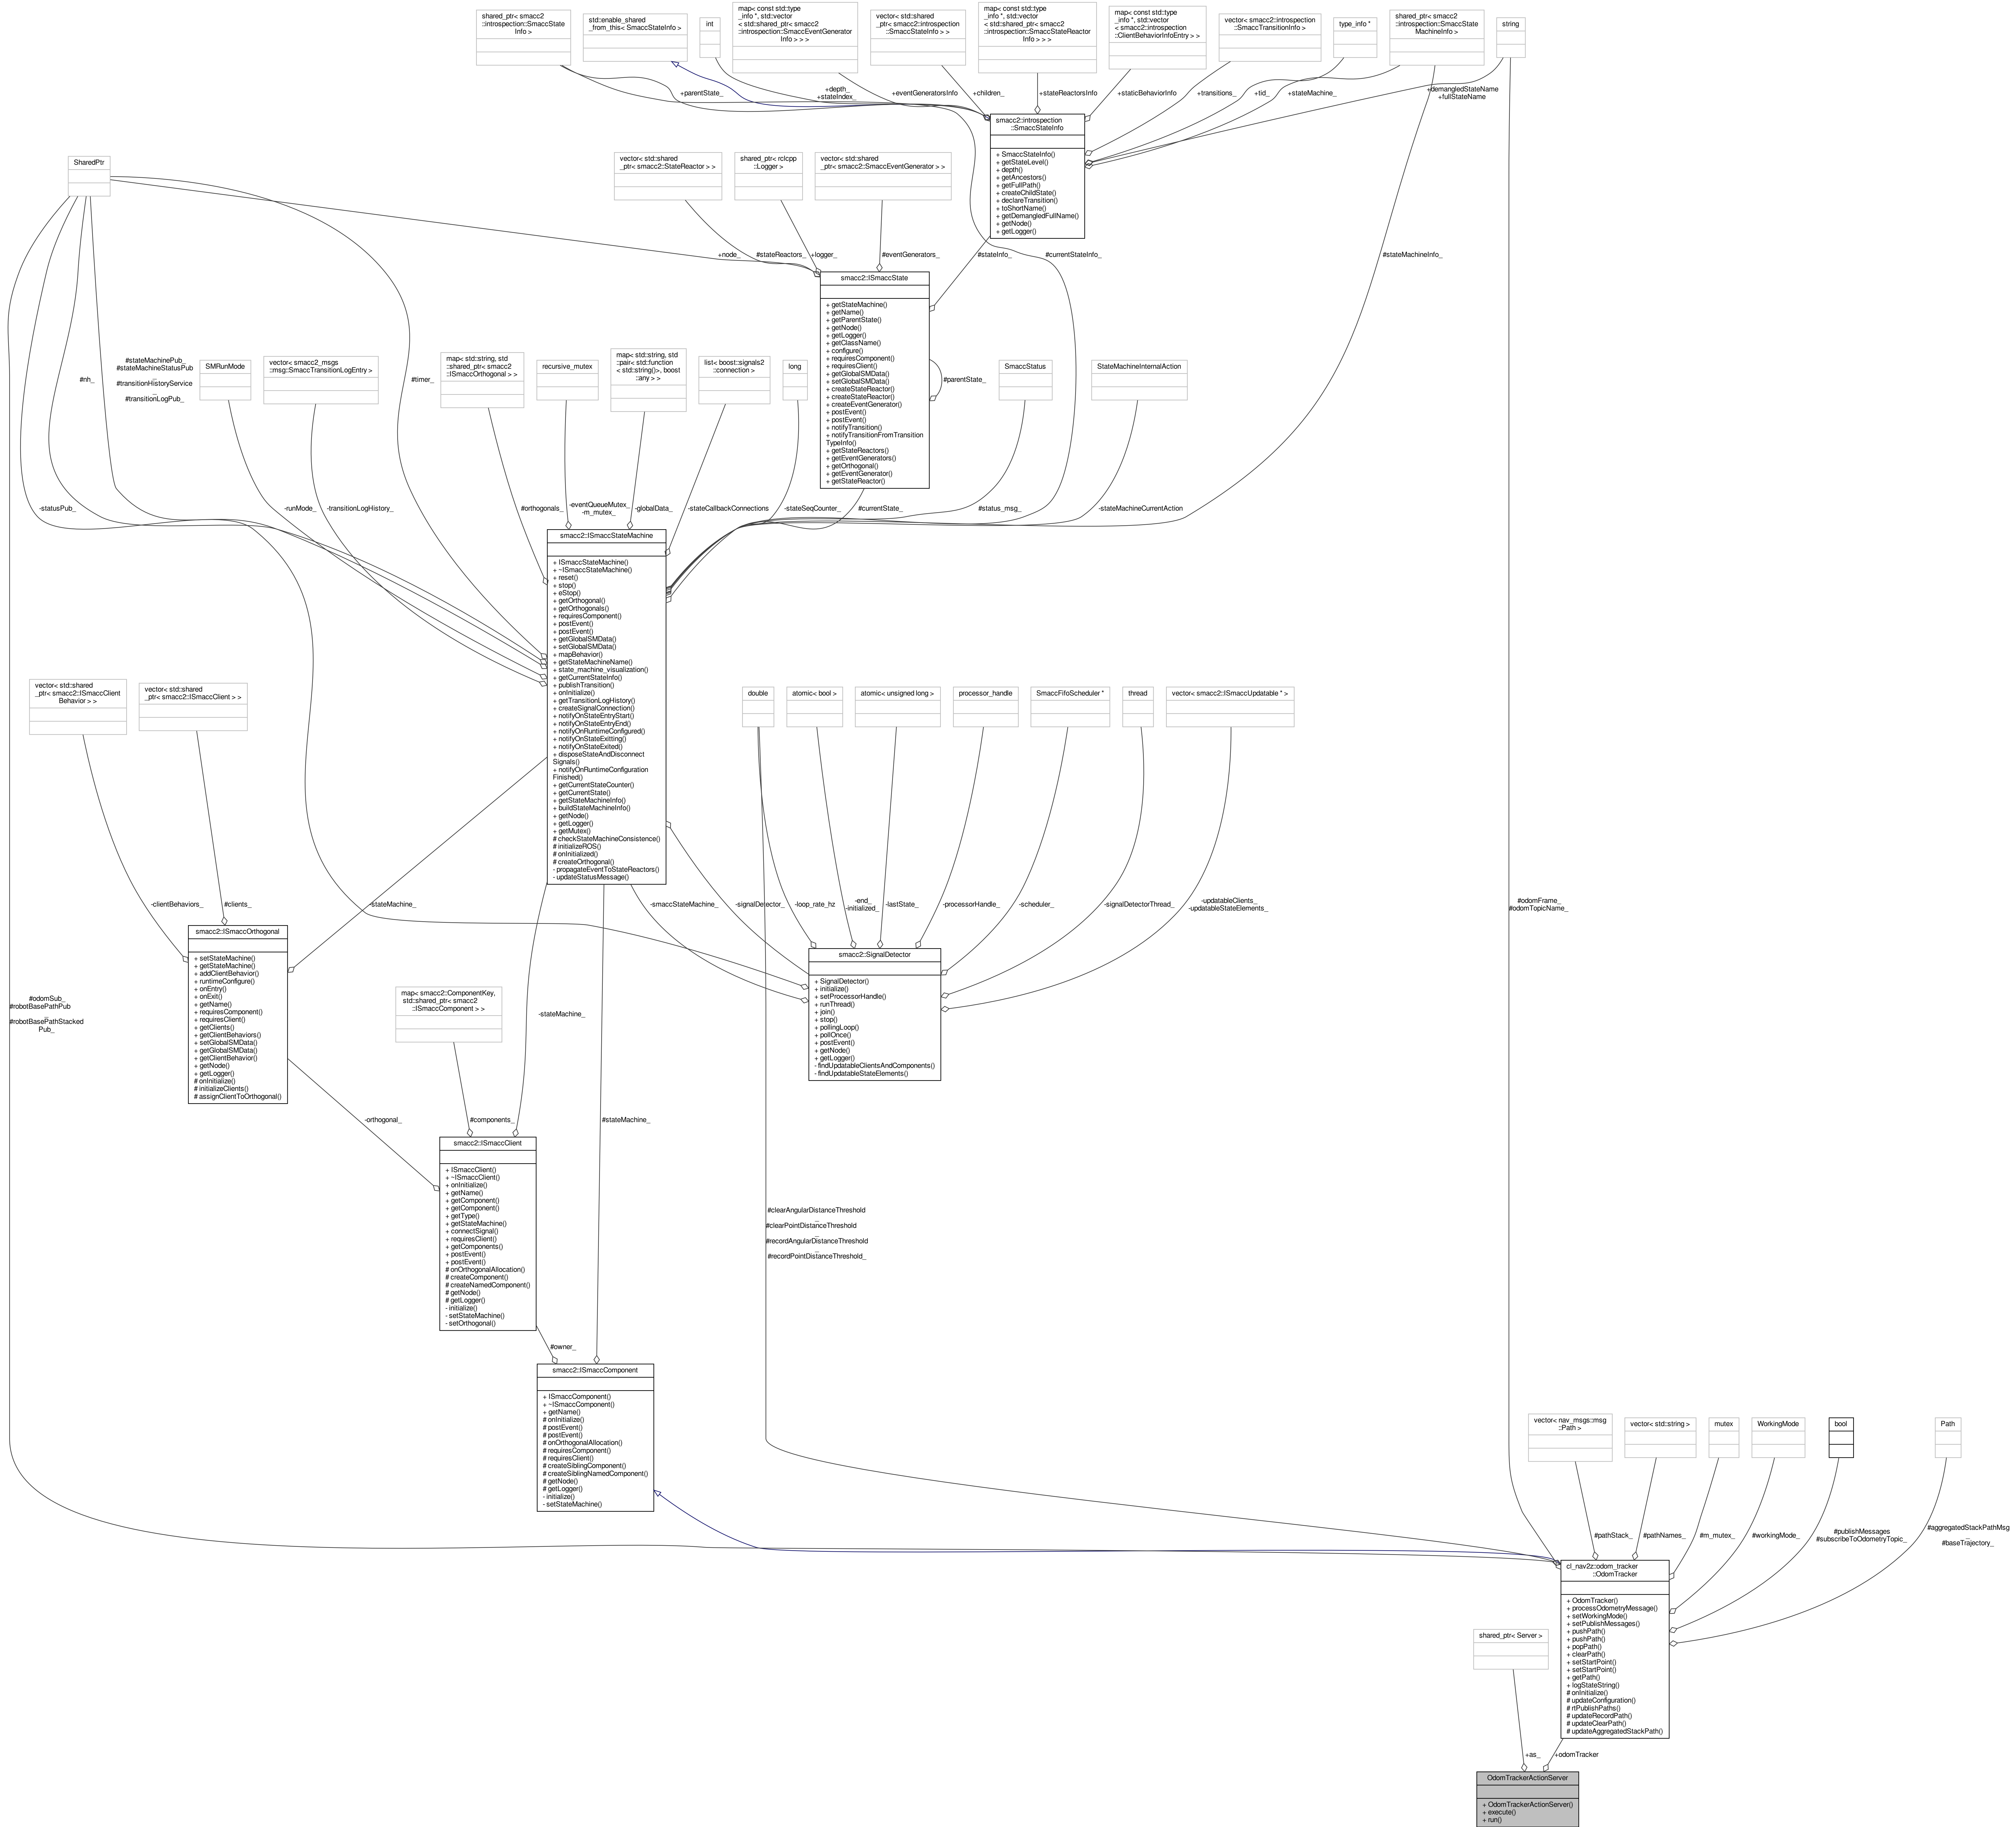 shared_ptr< smacc2
::introspection::SmaccState
Info >
std::enable_shared
_from_this< SmaccStateInfo >
int
map< const std::type
_info *, std::vector
< std::shared_ptr< smacc2
::introspection::SmaccEventGenerator
Info > > >
vector< std::shared
_ptr< smacc2::introspection
::SmaccStateInfo > >
map< const std::type
_info *, std::vector
< std::shared_ptr< smacc2
::introspection::SmaccStateReactor
Info > > >
map< const std::type
_info *, std::vector
< smacc2::introspection
::ClientBehaviorInfoEntry > >
vector< smacc2::introspection
::SmaccTransitionInfo >
type_info *
shared_ptr< smacc2
::introspection::SmaccState
MachineInfo >
string
+parentState_
+depth_
+stateIndex_
+eventGeneratorsInfo
+children_
+stateReactorsInfo
+staticBehaviorInfo
+transitions_
+tid_
+stateMachine_
+demangledStateName
+fullStateName
smacc2::introspection
::SmaccStateInfo
+ SmaccStateInfo()
+ getStateLevel()
+ depth()
+ getAncestors()
+ getFullPath()
+ createChildState()
+ declareTransition()
+ toShortName()
+ getDemangledFullName()
+ getNode()
+ getLogger()
SharedPtr
vector< std::shared
_ptr< smacc2::StateReactor > >
shared_ptr< rclcpp
::Logger >
vector< std::shared
_ptr< smacc2::SmaccEventGenerator > >
+node_
#stateReactors_
+logger_
#eventGenerators_
#stateInfo_
#currentStateInfo_
#stateMachineInfo_
smacc2::ISmaccState
+ getStateMachine()
+ getName()
+ getParentState()
+ getNode()
+ getLogger()
+ getClassName()
+ configure()
+ requiresComponent()
+ requiresClient()
+ getGlobalSMData()
+ setGlobalSMData()
+ createStateReactor()
+ createStateReactor()
+ createEventGenerator()
+ postEvent()
+ postEvent()
+ notifyTransition()
+ notifyTransitionFromTransition
TypeInfo()
+ getStateReactors()
+ getEventGenerators()
+ getOrthogonal()
+ getEventGenerator()
+ getStateReactor()
#parentState_
#nh_
#stateMachinePub_
#stateMachineStatusPub
_
#transitionHistoryService
_
#transitionLogPub_
SMRunMode
vector< smacc2_msgs
::msg::SmaccTransitionLogEntry >
#timer_
map< std::string, std
::shared_ptr< smacc2
::ISmaccOrthogonal > >
recursive_mutex
map< std::string, std
::pair< std::function
< std::string()>, boost
::any > >
list< boost::signals2
::connection >
long
SmaccStatus
StateMachineInternalAction
-statusPub_
-runMode_
-transitionLogHistory_
#orthogonals_
-eventQueueMutex_
-m_mutex_
-globalData_
-stateCallbackConnections
-stateSeqCounter_
#currentState_
#status_msg_
-stateMachineCurrentAction
smacc2::ISmaccStateMachine
+ ISmaccStateMachine()
+ ~ISmaccStateMachine()
+ reset()
+ stop()
+ eStop()
+ getOrthogonal()
+ getOrthogonals()
+ requiresComponent()
+ postEvent()
+ postEvent()
+ getGlobalSMData()
+ setGlobalSMData()
+ mapBehavior()
+ getStateMachineName()
+ state_machine_visualization()
+ getCurrentStateInfo()
+ publishTransition()
+ onInitialize()
+ getTransitionLogHistory()
+ createSignalConnection()
+ notifyOnStateEntryStart()
+ notifyOnStateEntryEnd()
+ notifyOnRuntimeConfigured()
+ notifyOnStateExitting()
+ notifyOnStateExited()
+ disposeStateAndDisconnect
Signals()
+ notifyOnRuntimeConfiguration
Finished()
+ getCurrentStateCounter()
+ getCurrentState()
+ getStateMachineInfo()
+ buildStateMachineInfo()
+ getNode()
+ getLogger()
+ getMutex()
# checkStateMachineConsistence()
# initializeROS()
# onInitialized()
# createOrthogonal()
- propagateEventToStateReactors()
- updateStatusMessage()
vector< std::shared
_ptr< smacc2::ISmaccClient
Behavior > >
vector< std::shared
_ptr< smacc2::ISmaccClient > >
double
atomic< bool >
atomic< unsigned long >
processor_handle
SmaccFifoScheduler *
thread
vector< smacc2::ISmaccUpdatable * >
-clientBehaviors_
#clients_
-stateMachine_
-smaccStateMachine_
-signalDetector_
-loop_rate_hz
-end_
-initialized_
-lastState_
-processorHandle_
-scheduler_
-signalDetectorThread_
-updatableClients_
-updatableStateElements_
#odomFrame_
#odomTopicName_
smacc2::ISmaccOrthogonal
+ setStateMachine()
+ getStateMachine()
+ addClientBehavior()
+ runtimeConfigure()
+ onEntry()
+ onExit()
+ getName()
+ requiresComponent()
+ requiresClient()
+ getClients()
+ getClientBehaviors()
+ setGlobalSMData()
+ getGlobalSMData()
+ getClientBehavior()
+ getNode()
+ getLogger()
# onInitialize()
# initializeClients()
# assignClientToOrthogonal()
smacc2::SignalDetector
+ SignalDetector()
+ initialize()
+ setProcessorHandle()
+ runThread()
+ join()
+ stop()
+ pollingLoop()
+ pollOnce()
+ postEvent()
+ getNode()
+ getLogger()
- findUpdatableClientsAndComponents()
- findUpdatableStateElements()
#odomSub_
#robotBasePathPub
_
#robotBasePathStacked
Pub_
map< smacc2::ComponentKey,
std::shared_ptr< smacc2
::ISmaccComponent > >
-stateMachine_
-orthogonal_
#components_
#stateMachine_
smacc2::ISmaccClient
+ ISmaccClient()
+ ~ISmaccClient()
+ onInitialize()
+ getName()
+ getComponent()
+ getComponent()
+ getType()
+ getStateMachine()
+ connectSignal()
+ requiresClient()
+ getComponents()
+ postEvent()
+ postEvent()
# onOrthogonalAllocation()
# createComponent()
# createNamedComponent()
# getNode()
# getLogger()
- initialize()
- setStateMachine()
- setOrthogonal()
#clearAngularDistanceThreshold
_
#clearPointDistanceThreshold
_
#recordAngularDistanceThreshold
_
#recordPointDistanceThreshold_
#owner_
smacc2::ISmaccComponent
+ ISmaccComponent()
+ ~ISmaccComponent()
+ getName()
# onInitialize()
# postEvent()
# postEvent()
# onOrthogonalAllocation()
# requiresComponent()
# requiresClient()
# createSiblingComponent()
# createSiblingNamedComponent()
# getNode()
# getLogger()
- initialize()
- setStateMachine()
vector< nav_msgs::msg
::Path >
vector< std::string >
mutex
WorkingMode
bool
Path
#pathStack_
#pathNames_
#m_mutex_
#workingMode_
#publishMessages
#subscribeToOdometryTopic_
#aggregatedStackPathMsg
_
#baseTrajectory_
cl_nav2z::odom_tracker
::OdomTracker
+ OdomTracker()
+ processOdometryMessage()
+ setWorkingMode()
+ setPublishMessages()
+ pushPath()
+ pushPath()
+ popPath()
+ clearPath()
+ setStartPoint()
+ setStartPoint()
+ getPath()
+ logStateString()
# onInitialize()
# updateConfiguration()
# rtPublishPaths()
# updateRecordPath()
# updateClearPath()
# updateAggregatedStackPath()
shared_ptr< Server >
+as_
+odomTracker
OdomTrackerActionServer
+ OdomTrackerActionServer()
+ execute()
+ run()